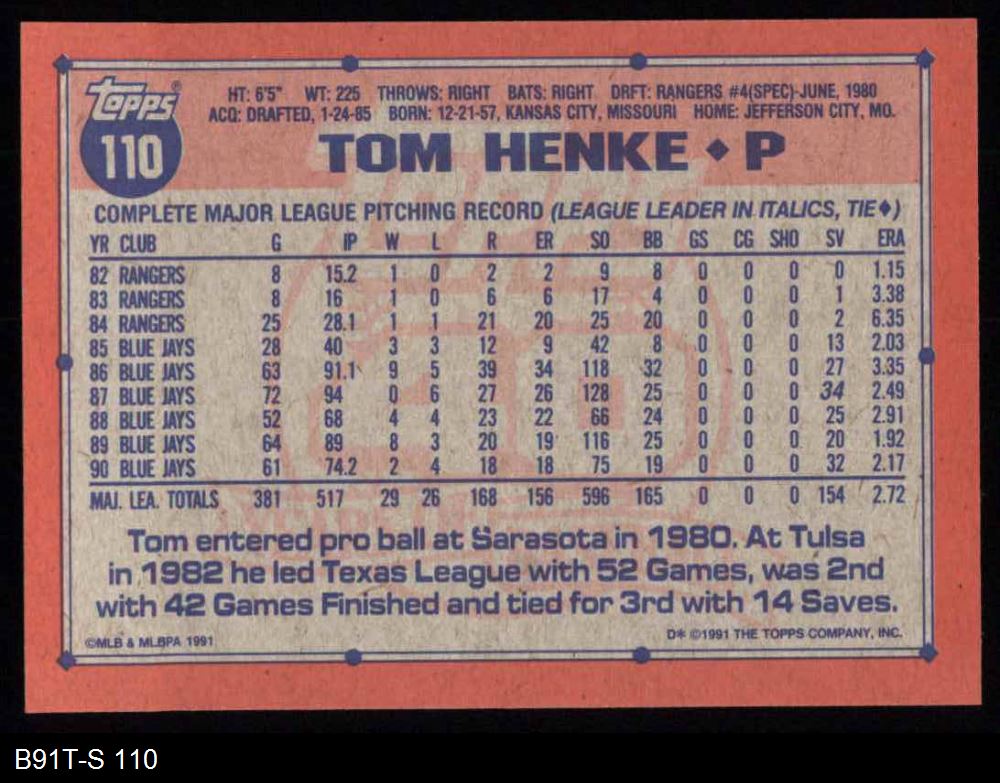 Topps®
110
HT: 6'5" WT: 225 THROWS: RIGHT BATS: RIGHT DRFT: RANGERS #4(SPEC)-JUNE, 1980
ACQ: DRAFTED, 1-24-85 BORN: 12-21-57, KANSAS CITY, MISSOURI HOME: JEFFERSON CITY, MO.
TOM HENKE ♦ P
COMPLETE MAJOR LEAGUE PITCHING RECORD (LEAGUE LEADER IN ITALICS, TIE♦)
YR CLUB G IP W L R ER SO BB GS CG SHO SV ERA
82 RANGERS 8 15.2 1 0 2 2 9 8 0 0 0 0 1.15
83 RANGERS 8 16 1 0 6 6 17 4 0 0 0 1 3.38
84 RANGERS 25 28.1 1 1 21 20 25 20 0 0 0 2 6.35
85 BLUE JAYS 28 40 3 3 12 9 42 8 0 0 0 13 2.03
86 BLUE JAYS 63 91.1 9 5 39 34 118 32 0 0 0 27 3.35
87 BLUE JAYS 72 94 0 6 27 26 128 25 0 0 0 34 2.49
88 BLUE JAYS 52 68 4 4 23 22 66 24 0 0 0 25 2.91
89 BLUE JAYS 64 89 8 3 20 19 116 25 0 0 0 20 1.92
90 BLUE JAYS 61 74.2 2 4 18 18 75 19 0 0 0 32 2.17
MAJ. LEA. TOTALS 381 517 29 26 168 156 596 165 0 0 0 154 2.72
Tom entered pro ball at Sarasota in 1980. At Tulsa
in 1982 he led Texas League with 52 Games, was 2nd
with 42 Games Finished and tied for 3rd with 14 Saves.
©MLB & MLBPA 1991
D* ©1991 THE TOPPS COMPANY, INC.
B91T-S 110